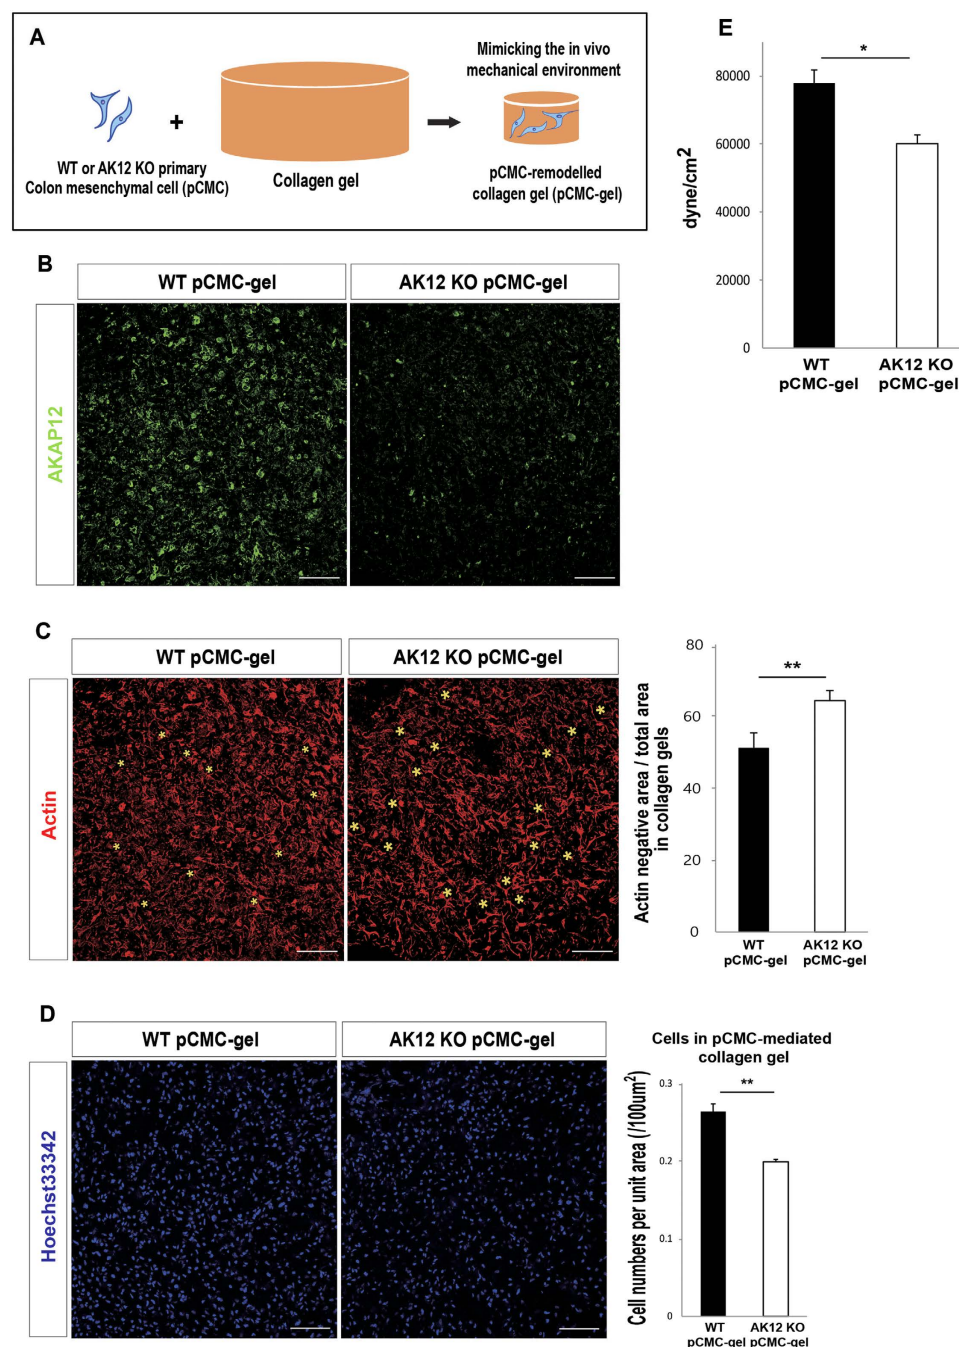 A
WT or AK12 KO primary
Colon mesenchymal cell (pCMC)
+
Collagen gel
Mimicking the in vivo
mechanical environment
pCMC-remodelled
collagen gel (pCMC-gel)
E
dyne/cm2
80000
60000
40000
20000
0
*
WT
pCMC-gel
AK12 KO
pCMC-gel
B
WT pCMC-gel
AK12 KO pCMC-gel
AKAP12
C
WT pCMC-gel
AK12 KO pCMC-gel
Actin
Actin negative area / total area
in collagen gels
80
60
40
20
0
**
WT
pCMC-gel
AK12 KO
pCMC-gel
D
WT pCMC-gel
AK12 KO pCMC-gel
Hoechst33342
Cells in pCMC-mediated
collagen gel
Cell numbers per unit area (/100um2)
0.3
0.2
0.1
0
**
WT
pCMC-gel
AK12 KO
pCMC-gel